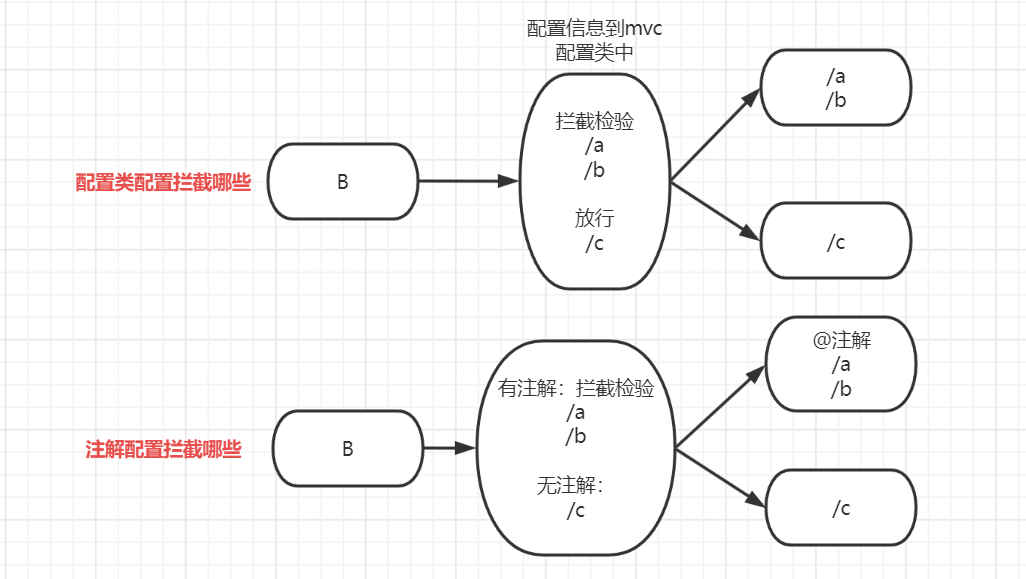 配置信息到mvc
配置类中
配置类配置拦截哪些
B
拦截检验
/a
/b
放行
/c
/a
/b
/c
注解配置拦截哪些
B
有注解：拦截检验
/a
/b
无注解：
/c
@注解
/a
/b
/c